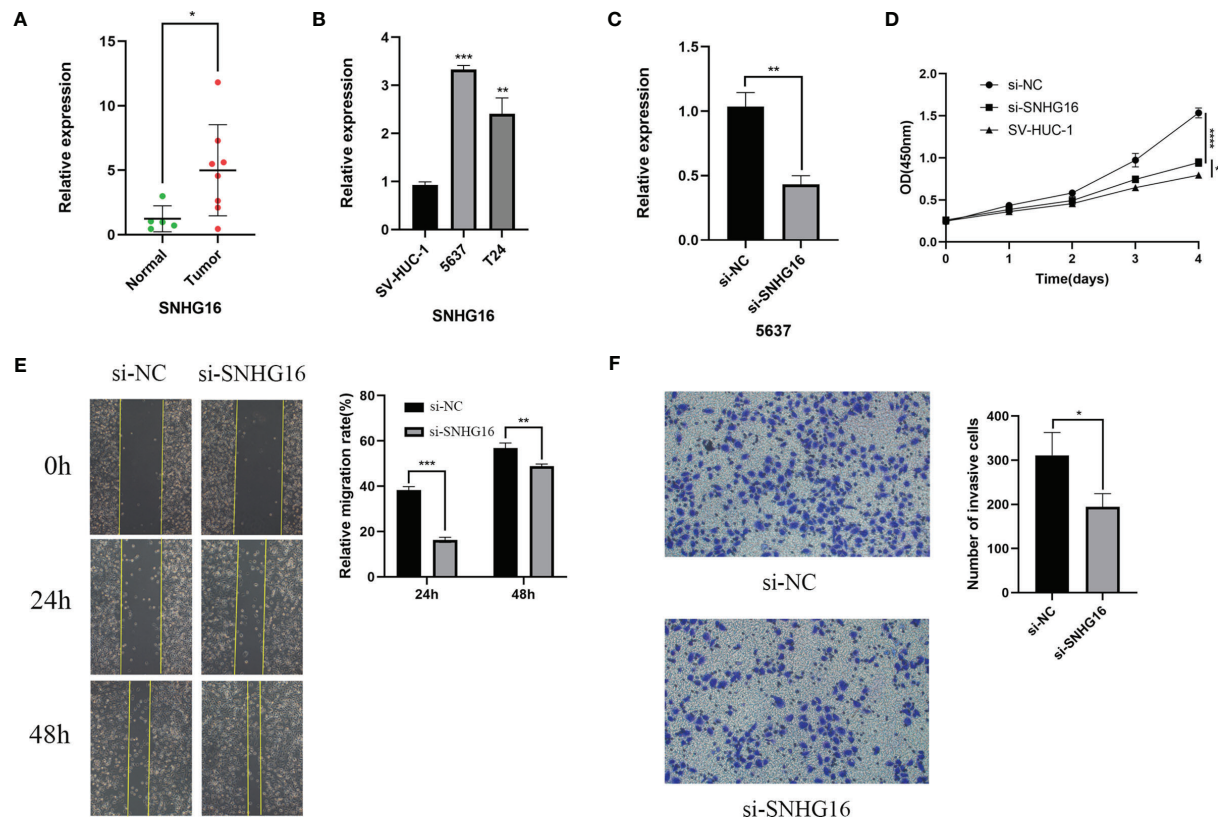 A
*
Relative expression
15
10
5
0
Normal
Tumor
SNHG16
B
Relative expression
4
3
2
1
0
***
**
SV-HUC-1
5637
T24
SNHG16
C
Relative expression
1.5
1.0
0.5
0.0
**
si-NC
si-SNHG16
5637
D
OD(450nm)
2.0
1.5
1.0
0.5
0.0
si-NC
si-SNHG16
SV-HUC-1
****
*
0 1 2 3 4
Time(days)
E
si-NC si-SNHG16
0h
24h
48h
Relative migration rate(%)
80
60
40
20
0
si-NC
si-SNHG16
***
**
24h 48h
F
si-NC
si-SNHG16
Number of invasive cells
400
300
200
100
0
*
si-NC
si-SNHG16